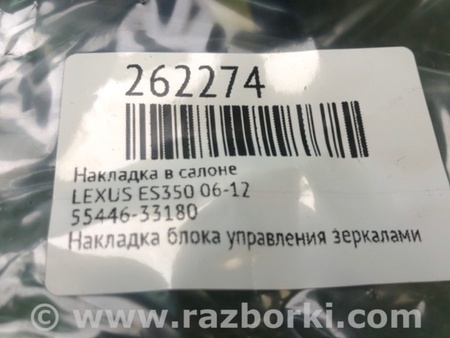 262274
Накладка в салоне
LEXUS ES350 06-12
55446-33180
Накладка блока управления зеркалами
www.razborki.com